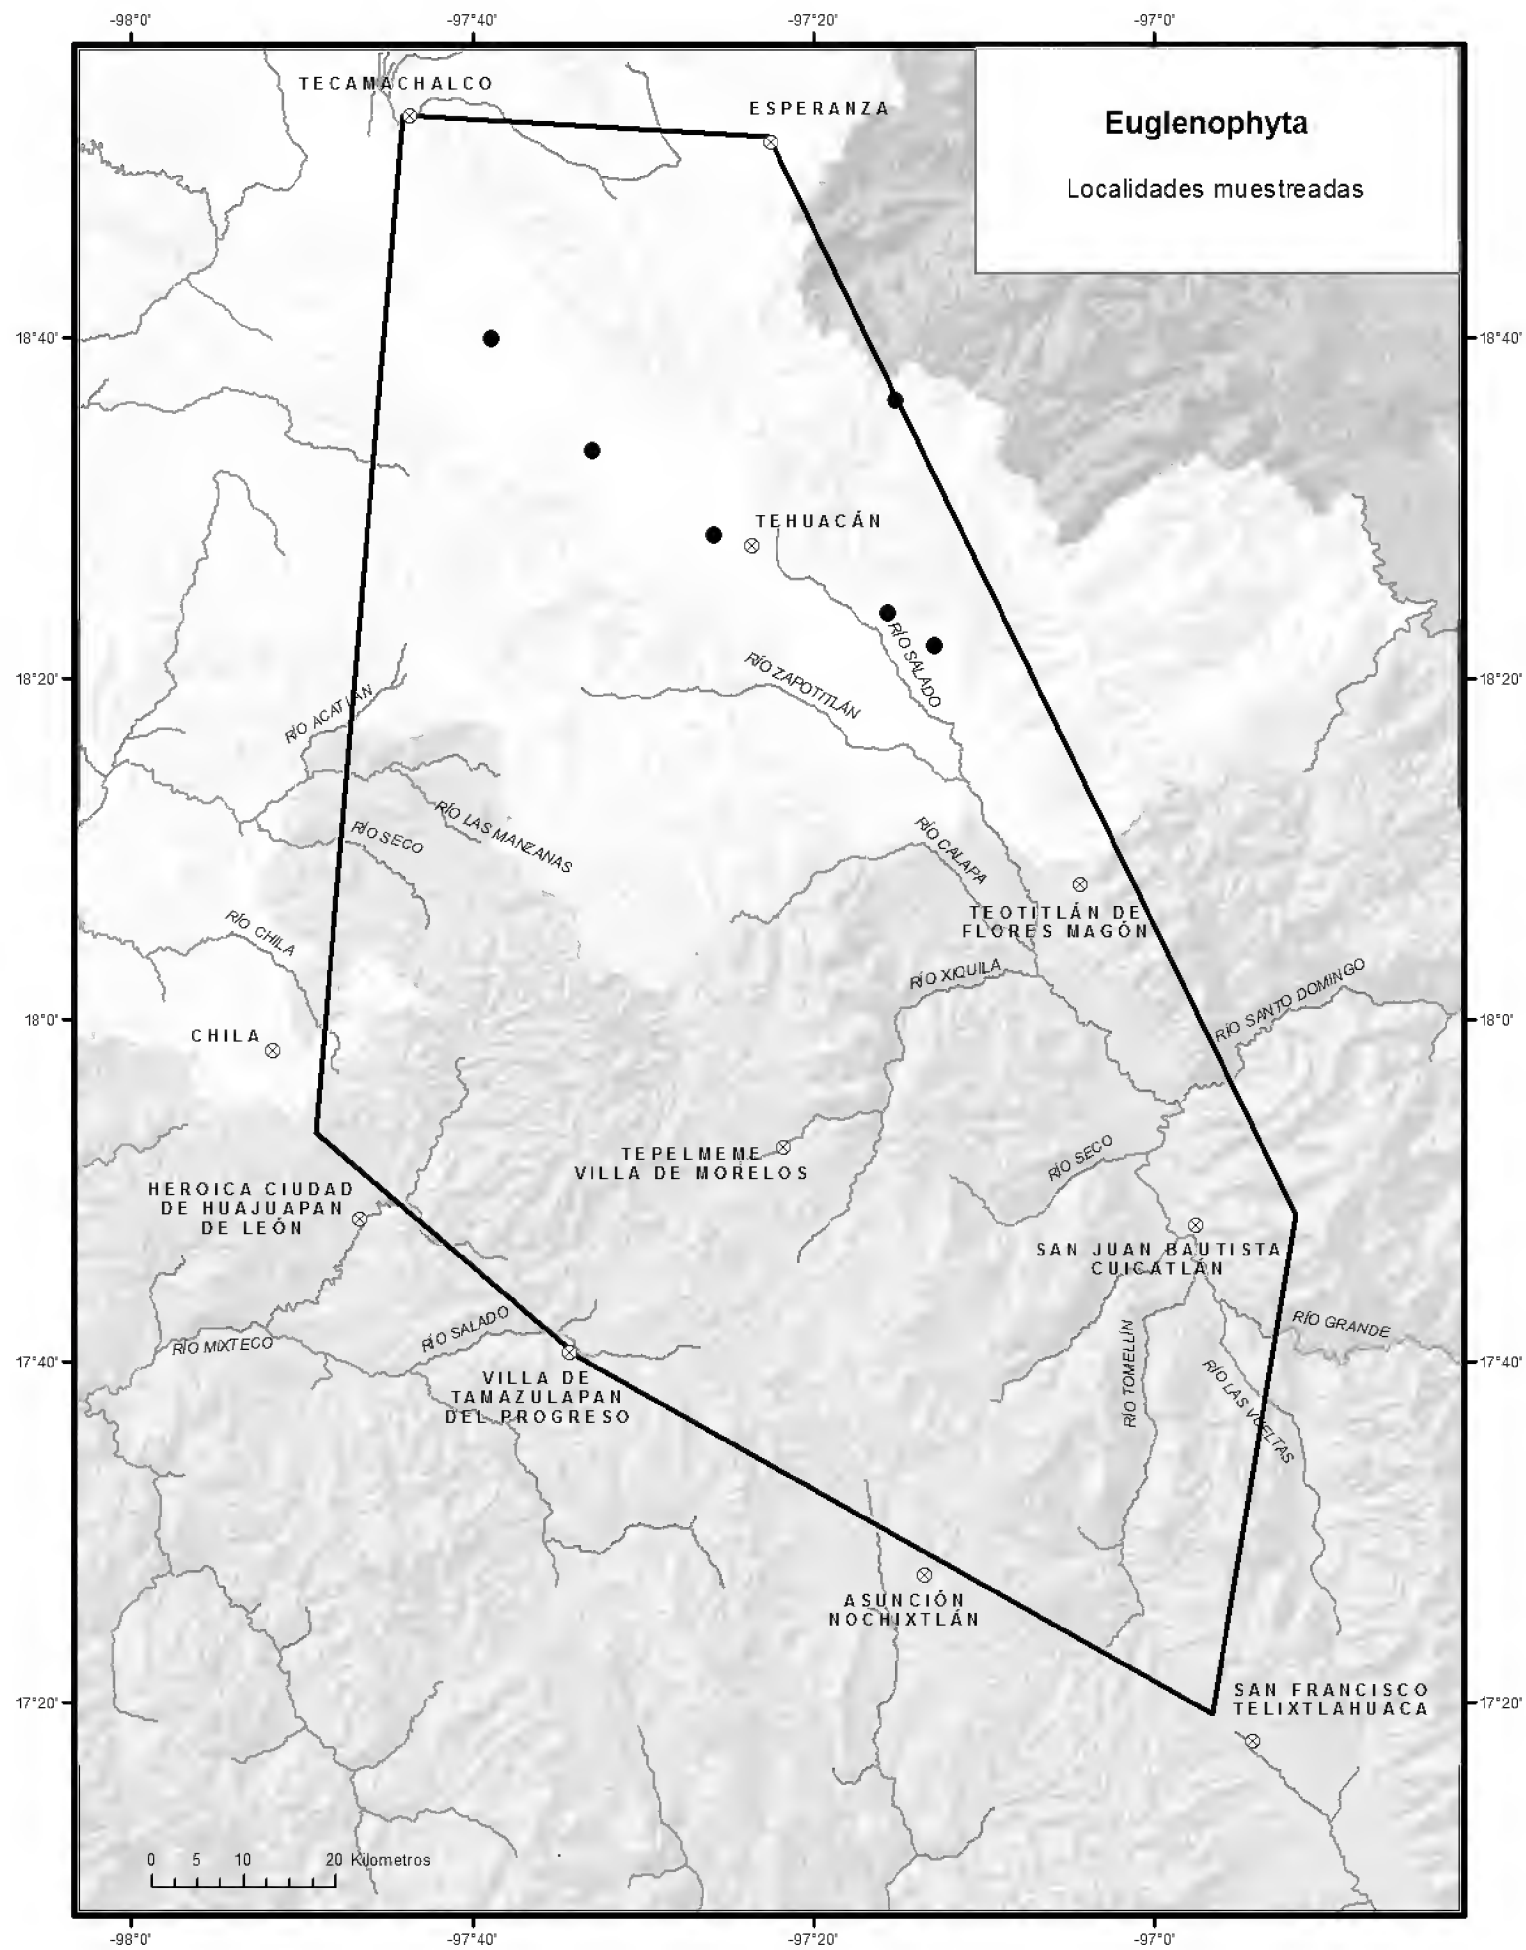 -98°0'
-97°40'
-97°20'
-97°0'
TECAMACHALCO
ESPERANZA
Euglenophyta
Localidades muestreadas
18°40'
18°40'
TEHUACÁN
RÍO SALADO
RÍO ZAPOTITLÁN
18°20'
18°20'
RÍO ACATLÁN
RÍO LAS MANZANAS
RÍO SECO
RÍO CALAPA
TEOTITLÁN DE
FLORES MAGÓN
RÍO CHILA
RÍO XIQUILA
RÍO SANTO DOMINGO
18°0'
18°0'
CHILA
TEPELMEME
VILLA DE MORELOS
RÍO SECO
HEROICA CIUDAD
DE HUAJUAPAN
DE LEÓN
SAN JUAN BAUTISTA
CUICATLÁN
RÍO SALADO
RÍO MIXTECO
RÍO GRANDE
17°40'
17°40'
RÍO TOMELLÍN
RÍO LAS VUELTAS
VILLA DE
TAMAZULAPAN
DEL PROGRESO
ASUNCIÓN
NOCHIXTLÁN
17°20'
17°20'
SAN FRANCISCO
TELIXTLAHUACA
0 5 10 20 Kilometros
-98°0'
-97°40'
-97°20'
-97°0'